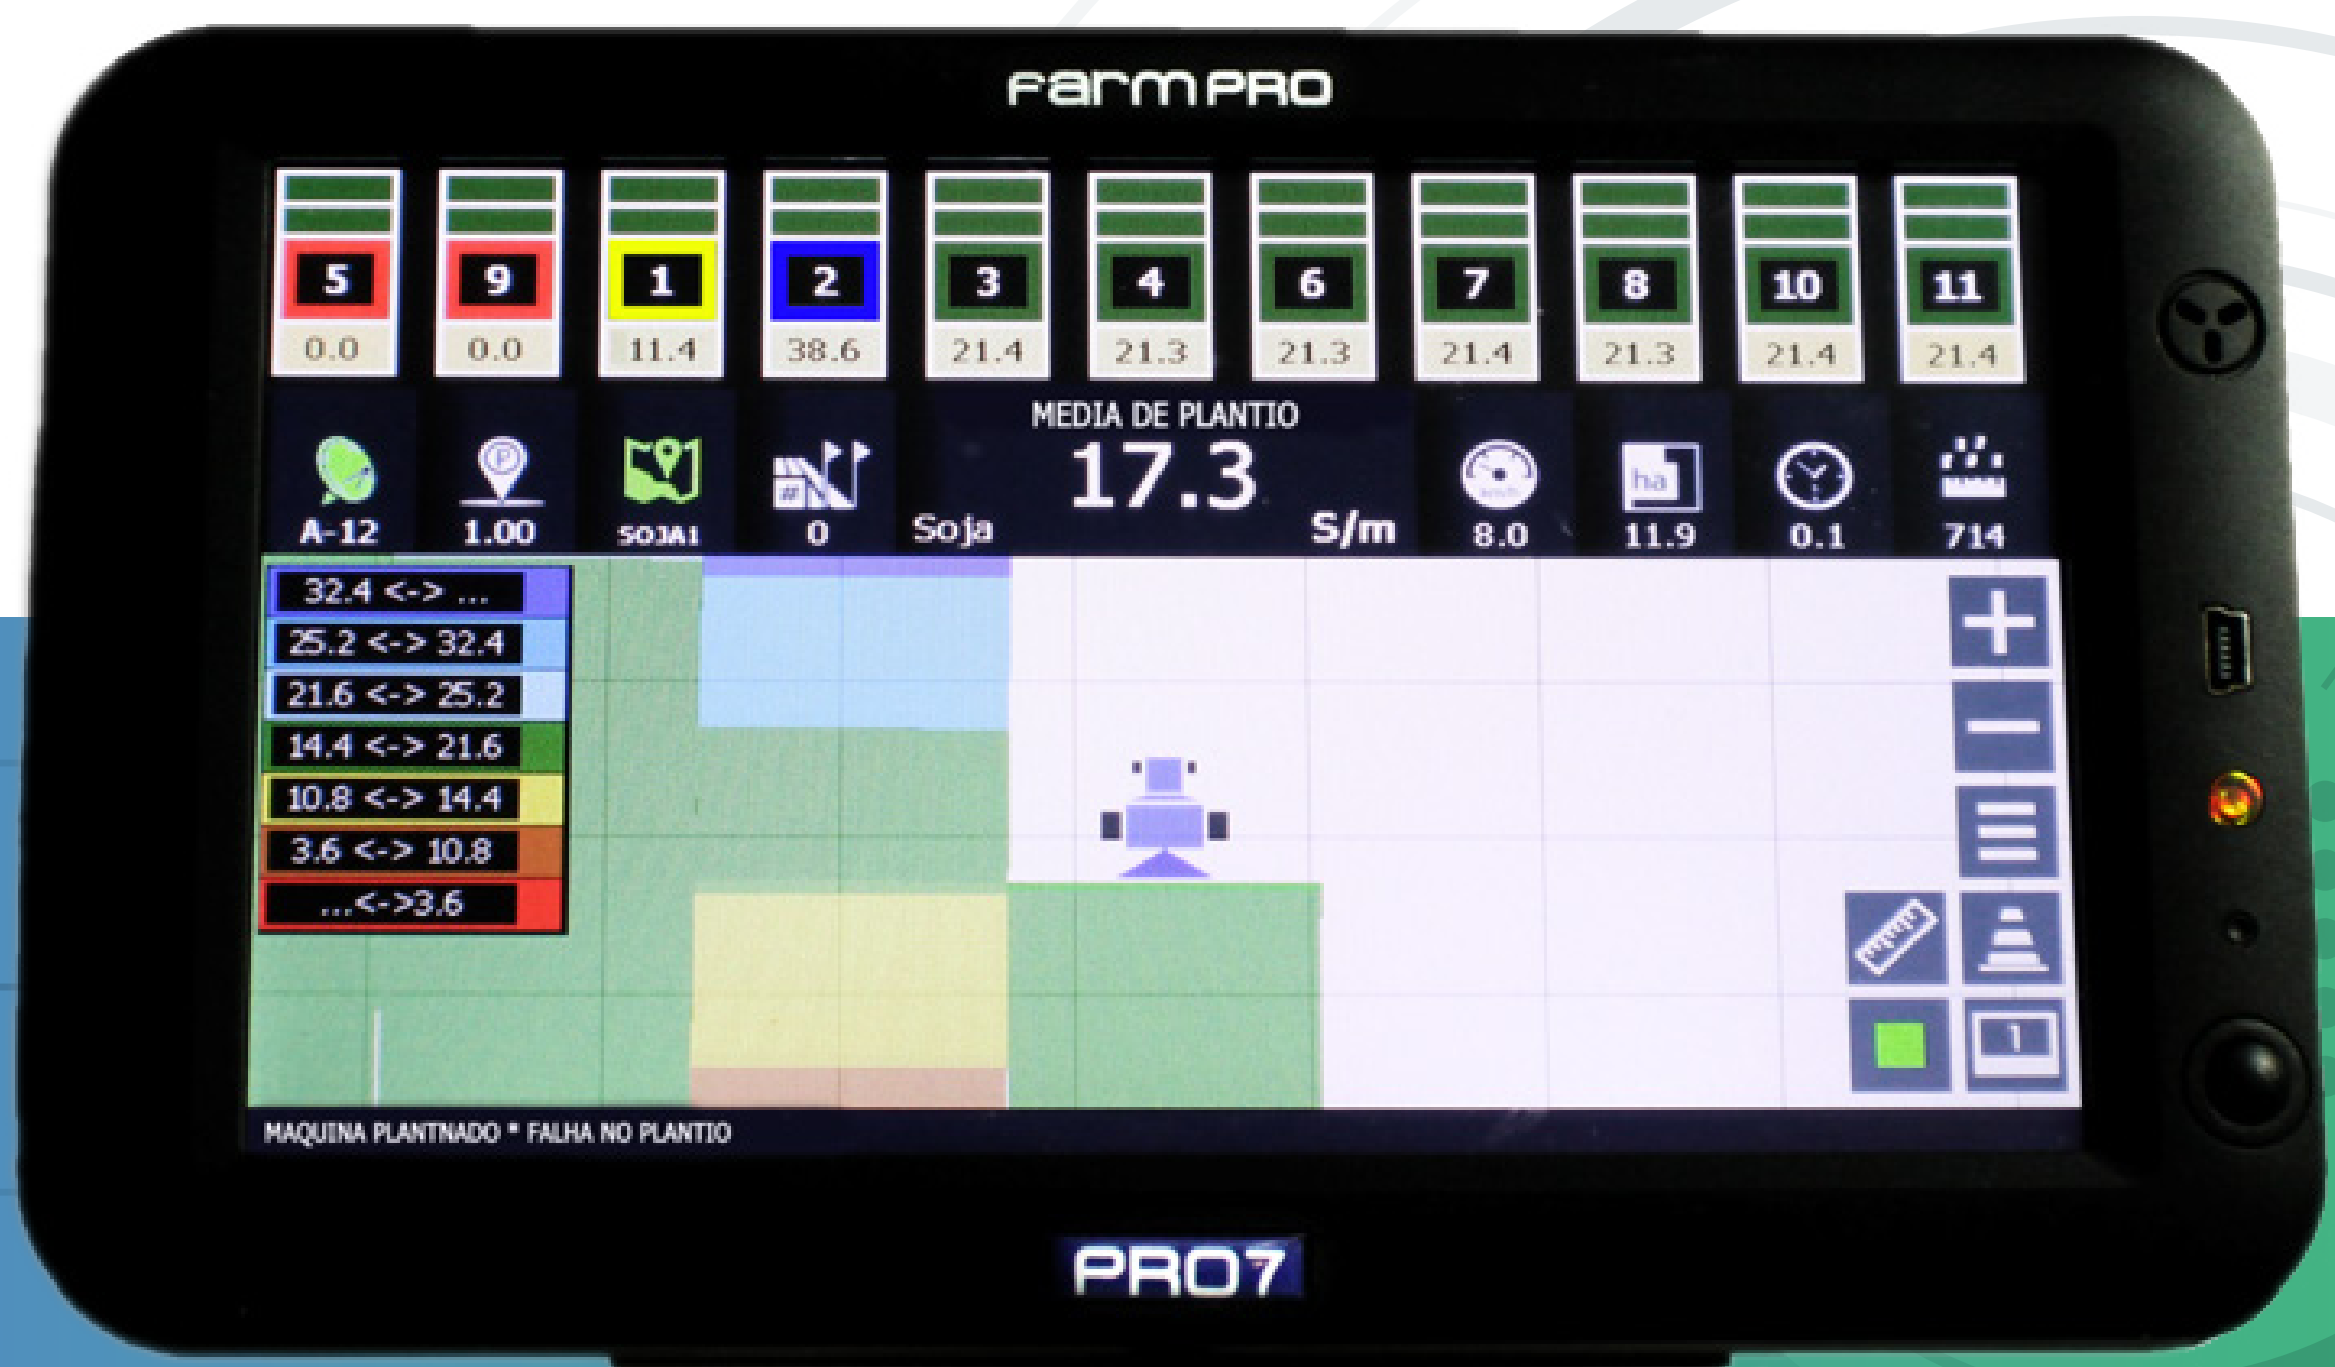 FarmPRO
5 9 1 2 3 4 6 7 8 10 11
0.0 0.0 11.4 38.6 21.4 21.3 21.3 21.4 21.3 21.4 21.4
MEDIA DE PLANTIO
17.3
P
#
km/h
ha
A-12 1.00 SOJA1 0 Soja S/m 8.0 11.9 0.1 714
32.4 <-> ...
25.2 <-> 32.4
21.6 <-> 25.2
14.4 <-> 21.6
10.8 <-> 14.4
3.6 <-> 10.8
...<->3.6
1
MAQUINA PLANTNADO * FALHA NO PLANTIO
PRO7